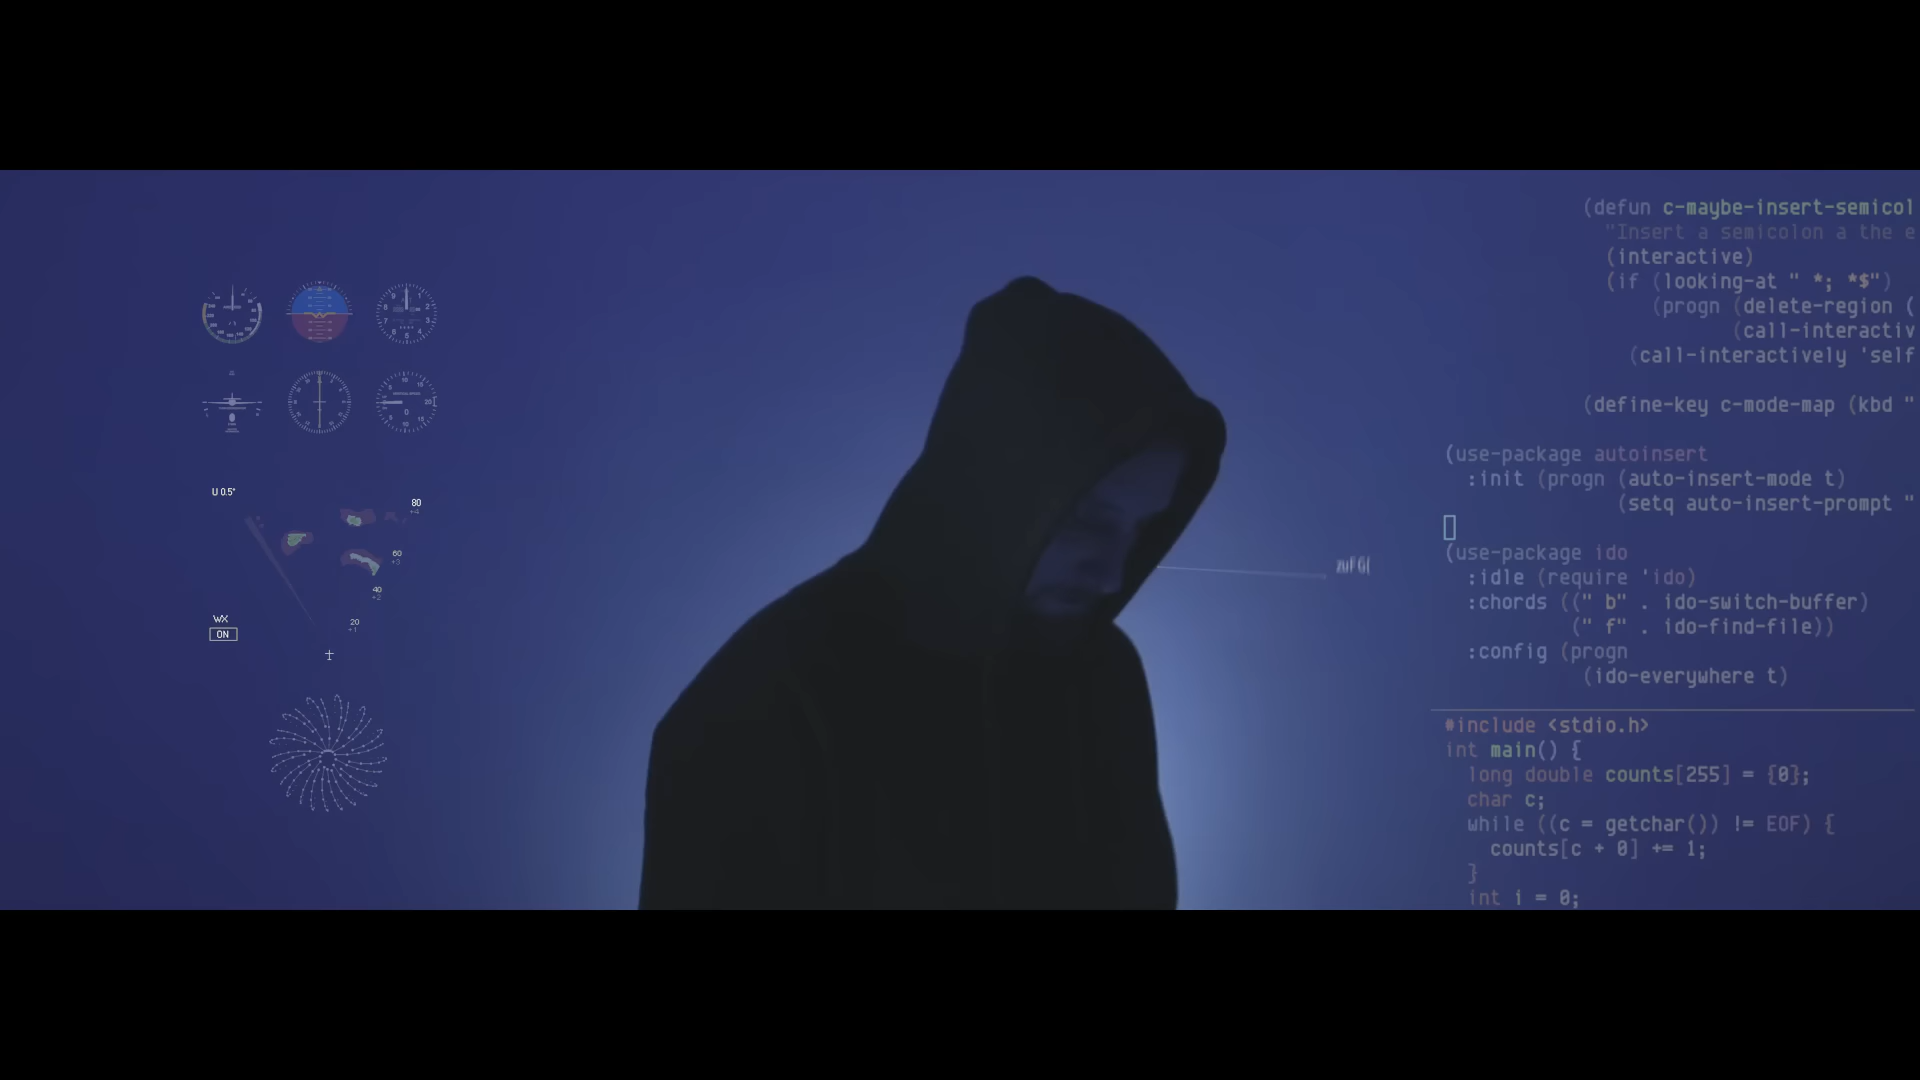 U 0.5°
80
+4
60
+3
40
+2
20
+1
WX
ON
(defun c-maybe-insert-semicol
"Insert a semicolon a the e
(interactive)
(if (looking-at " *; *$")
(progn (delete-region (
(call-interactiv
(call-interactively 'self
(define-key c-mode-map (kbd "
(use-package autoinsert
:init (progn (auto-insert-mode t)
(setq auto-insert-prompt "
(use-package ido
:idle (require 'ido)
:chords ((" b" . ido-switch-buffer)
(" f" . ido-find-file))
:config (progn
(ido-everywhere t)
#include <stdio.h>
int main() {
long double counts[255] = {0};
char c;
while ((c = getchar()) != EOF) {
counts[c + 0] += 1;
}
int i = 0;